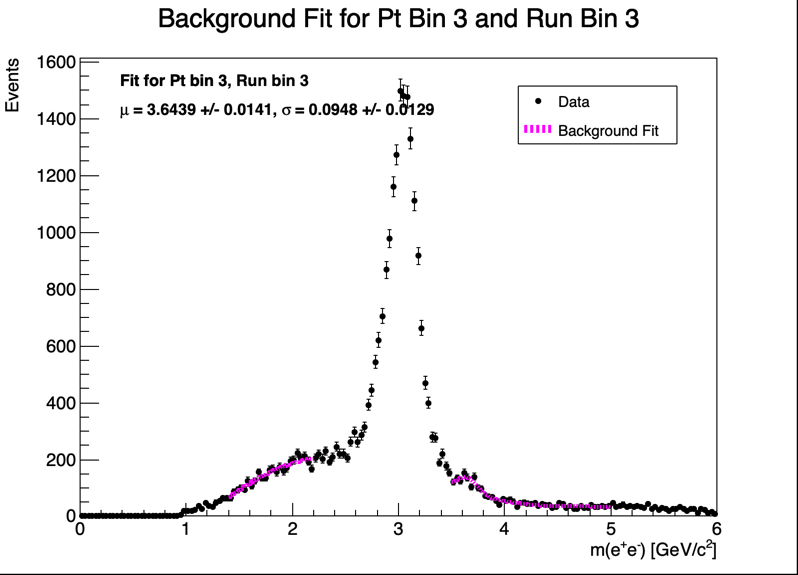 Background Fit for Pt Bin 3 and Run Bin 3
Events
1600
1400
1200
1000
800
600
400
200
0
Fit for Pt bin 3, Run bin 3
μ = 3.6439 +/- 0.0141, σ = 0.0948 +/- 0.0129
Data
Background Fit
0 1 2 3 4 5 6
m(e⁺e⁻) [GeV/c²]